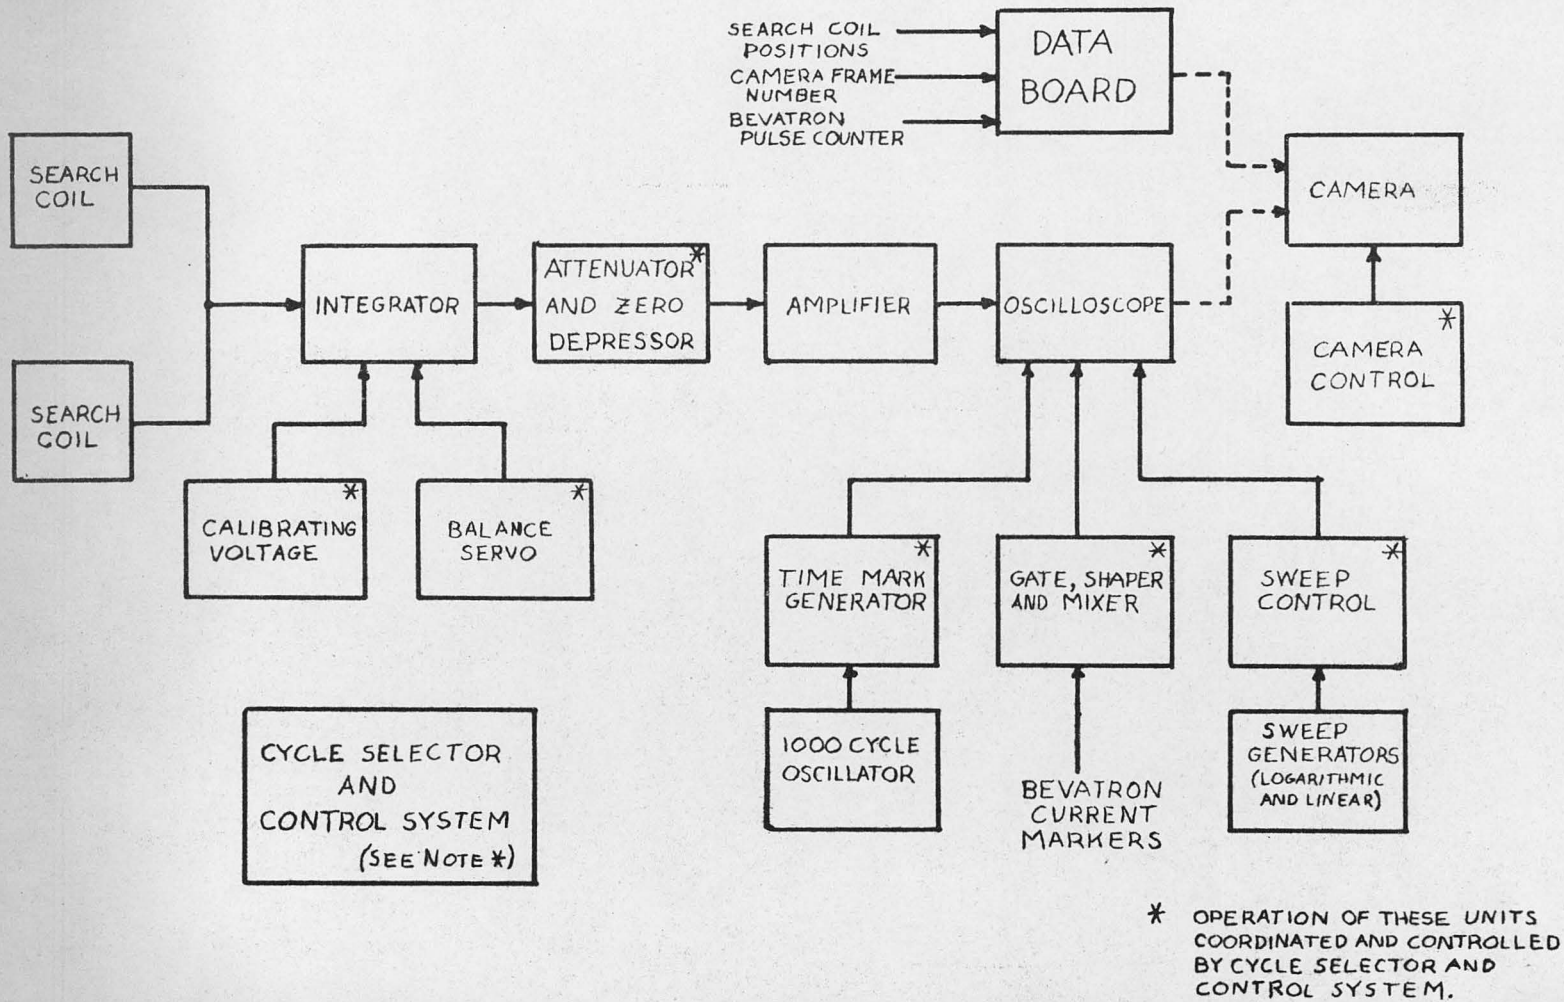 SEARCH COIL
POSITIONS
CAMERA FRAME
NUMBER
BEVATRON
PULSE COUNTER
DATA
BOARD
SEARCH
COIL
CAMERA
INTEGRATOR
ATTENUATOR*
AND ZERO
DEPRESSOR
AMPLIFIER
OSCILLOSCOPE
*
CAMERA
CONTROL
SEARCH
COIL
*
CALIBRATING
VOLTAGE
*
BALANCE
SERVO
*
TIME MARK
GENERATOR
*
GATE, SHAPER
AND MIXER
*
SWEEP
CONTROL
CYCLE SELECTOR
AND
CONTROL SYSTEM
(SEE NOTE *)
1000 CYCLE
OSCILLATOR
BEVATRON
CURRENT
MARKERS
SWEEP
GENERATORS
(LOGARITHMIC
AND LINEAR)
* OPERATION OF THESE UNITS
COORDINATED AND CONTROLLED
BY CYCLE SELECTOR AND
CONTROL SYSTEM.